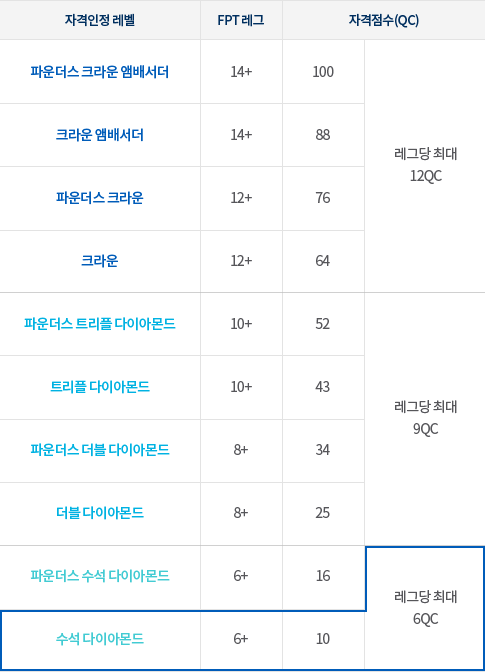 자격인정 레벨 FPT 레그 자격점수(QC)
파운더스 크라운 앰배서더 14+ 100
크라운 앰배서더 14+ 88
레그당 최대
12QC
파운더스 크라운 12+ 76
크라운 12+ 64
파운더스 트리플 다이아몬드 10+ 52
트리플 다이아몬드 10+ 43
레그당 최대
9QC
파운더스 더블 다이아몬드 8+ 34
더블 다이아몬드 8+ 25
파운더스 수석 다이아몬드 6+ 16
레그당 최대
6QC
수석 다이아몬드 6+ 10